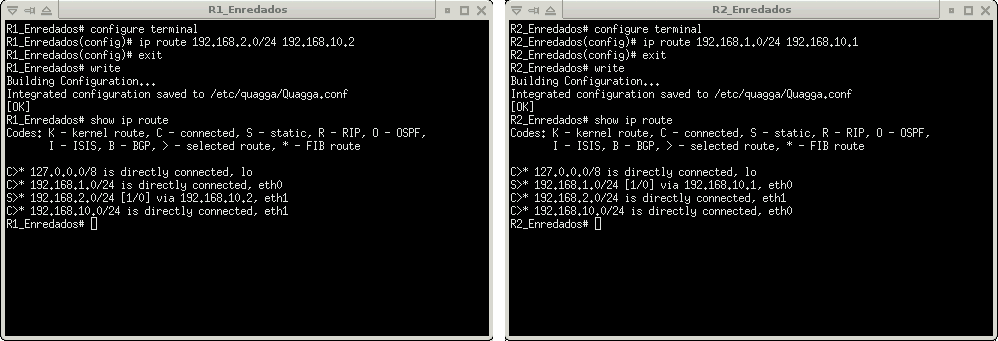 R1_Enredados
R1_Enredados# configure terminal
R1_Enredados(config)# ip route 192.168.2.0/24 192.168.10.2
R1_Enredados(config)# exit
R1_Enredados# write
Building Configuration...
Integrated configuration saved to /etc/quagga/Quagga.conf
[OK]
R1_Enredados# show ip route
Codes: K - kernel route, C - connected, S - static, R - RIP, O - OSPF,
       I - ISIS, B - BGP, > - selected route, * - FIB route

C>* 127.0.0.0/8 is directly connected, lo
C>* 192.168.1.0/24 is directly connected, eth0
S>* 192.168.2.0/24 [1/0] via 192.168.10.2, eth1
C>* 192.168.10.0/24 is directly connected, eth1
R1_Enredados#
R2_Enredados
R2_Enredados# configure terminal
R2_Enredados(config)# ip route 192.168.1.0/24 192.168.10.1
R2_Enredados(config)# exit
R2_Enredados# write
Building Configuration...
Integrated configuration saved to /etc/quagga/Quagga.conf
[OK]
R2_Enredados# show ip route
Codes: K - kernel route, C - connected, S - static, R - RIP, O - OSPF,
       I - ISIS, B - BGP, > - selected route, * - FIB route

C>* 127.0.0.0/8 is directly connected, lo
S>* 192.168.1.0/24 [1/0] via 192.168.10.1, eth0
C>* 192.168.2.0/24 is directly connected, eth1
C>* 192.168.10.0/24 is directly connected, eth0
R2_Enredados#